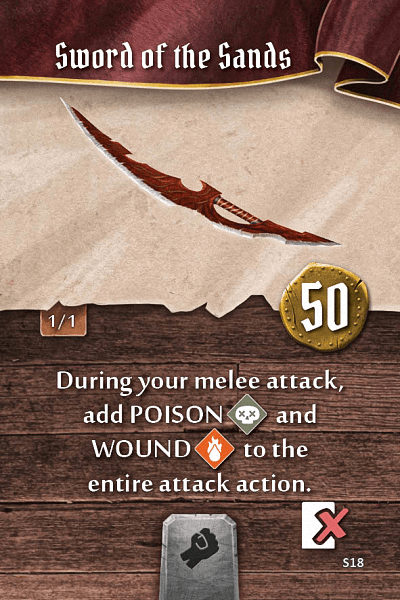 Sword of the Sands
1/1
50
During your melee attack,
add POISON and
WOUND to the
entire attack action.
S18